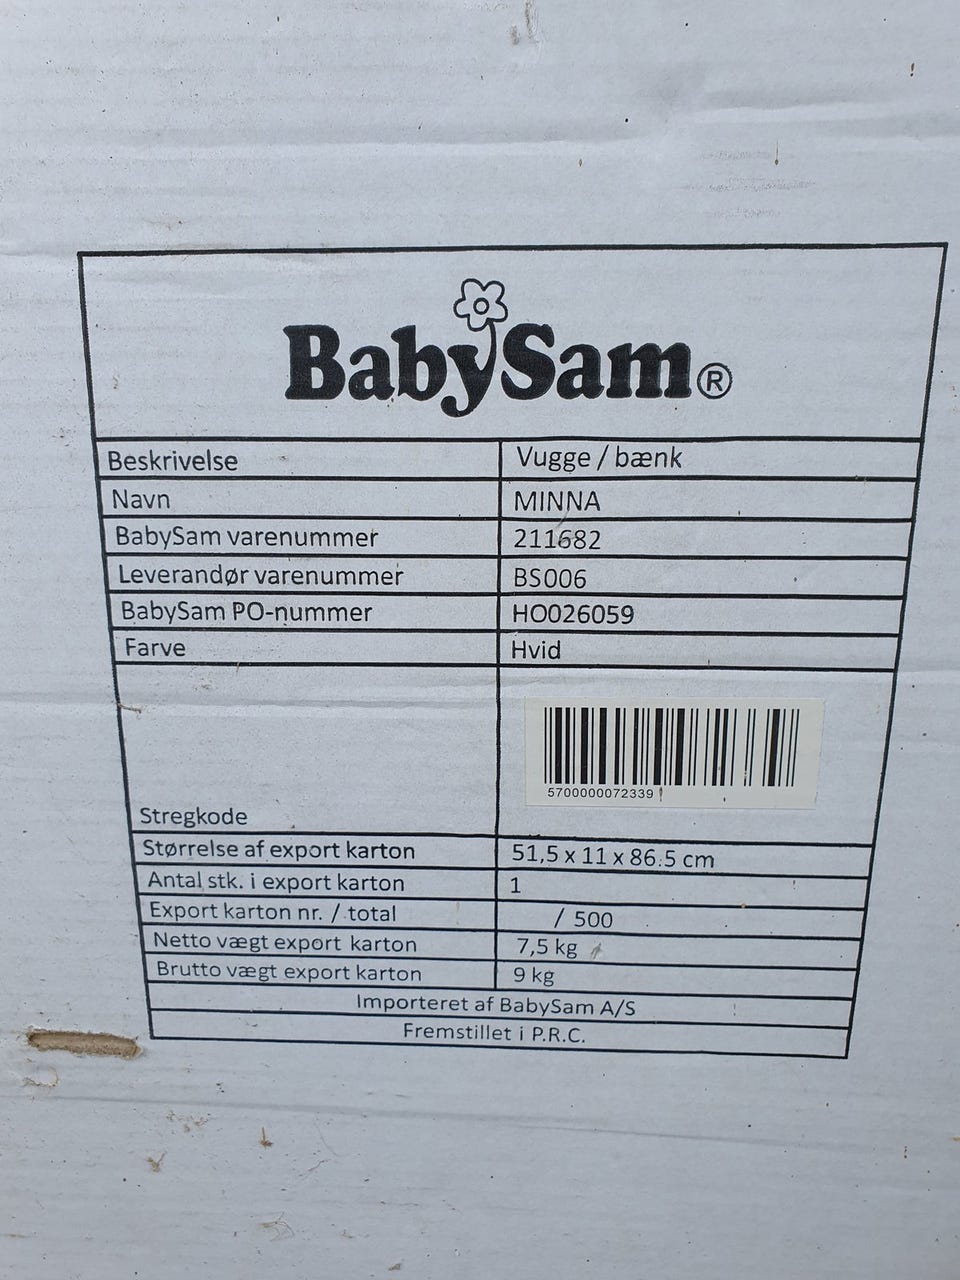 BabySam®
Beskrivelse Vugge / bænk
Navn MINNA
BabySam varenummer 211682
Leverandør varenummer BS006
BabySam PO-nummer HO026059
Farve Hvid
5700000072339
Stregkode
Størrelse af export karton 51,5 x 11 x 86.5 cm
Antal stk. i export karton 1
Export karton nr. / total / 500
Netto vægt export karton 7,5 kg
Brutto vægt export karton 9 kg
Importeret af BabySam A/S
Fremstillet i P.R.C.